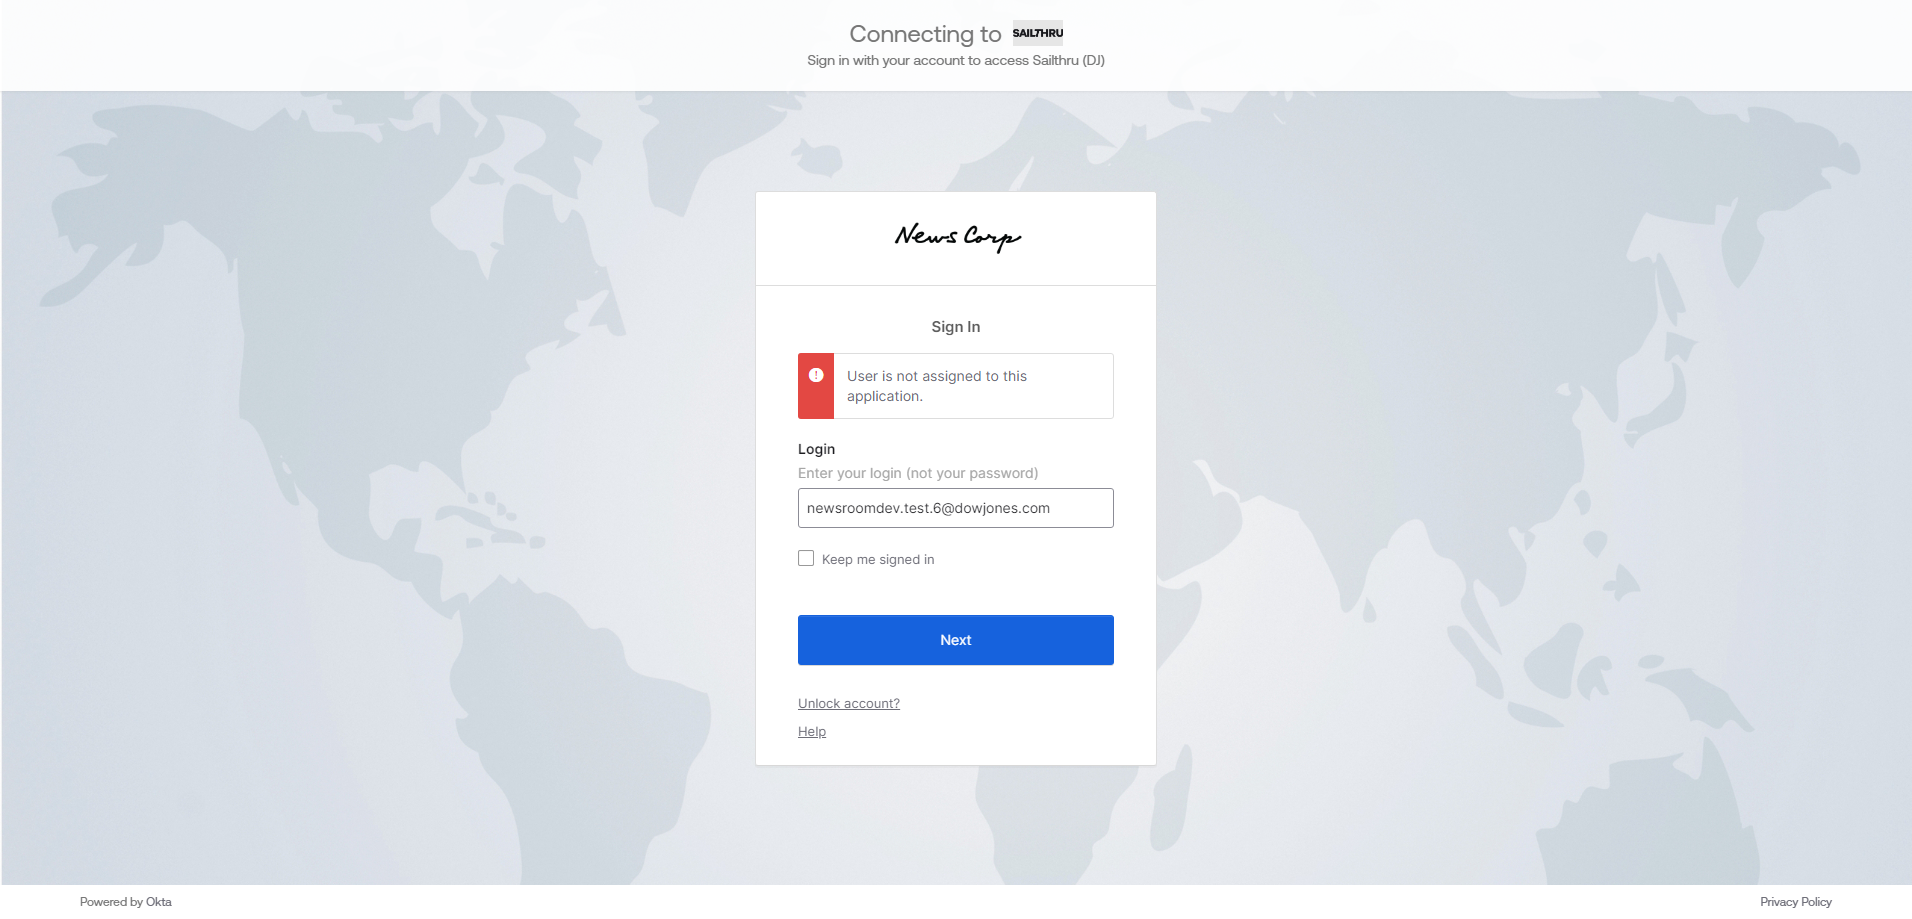 Connecting to SAILTHRU
Sign in with your account to access Sailthru (DJ)
News Corp
Sign In
User is not assigned to this
application.
Login
Enter your login (not your password)
newsroomdev.test.6@dowjones.com
Keep me signed in
Next
Unlock account?
Help
Powered by Okta
Privacy Policy